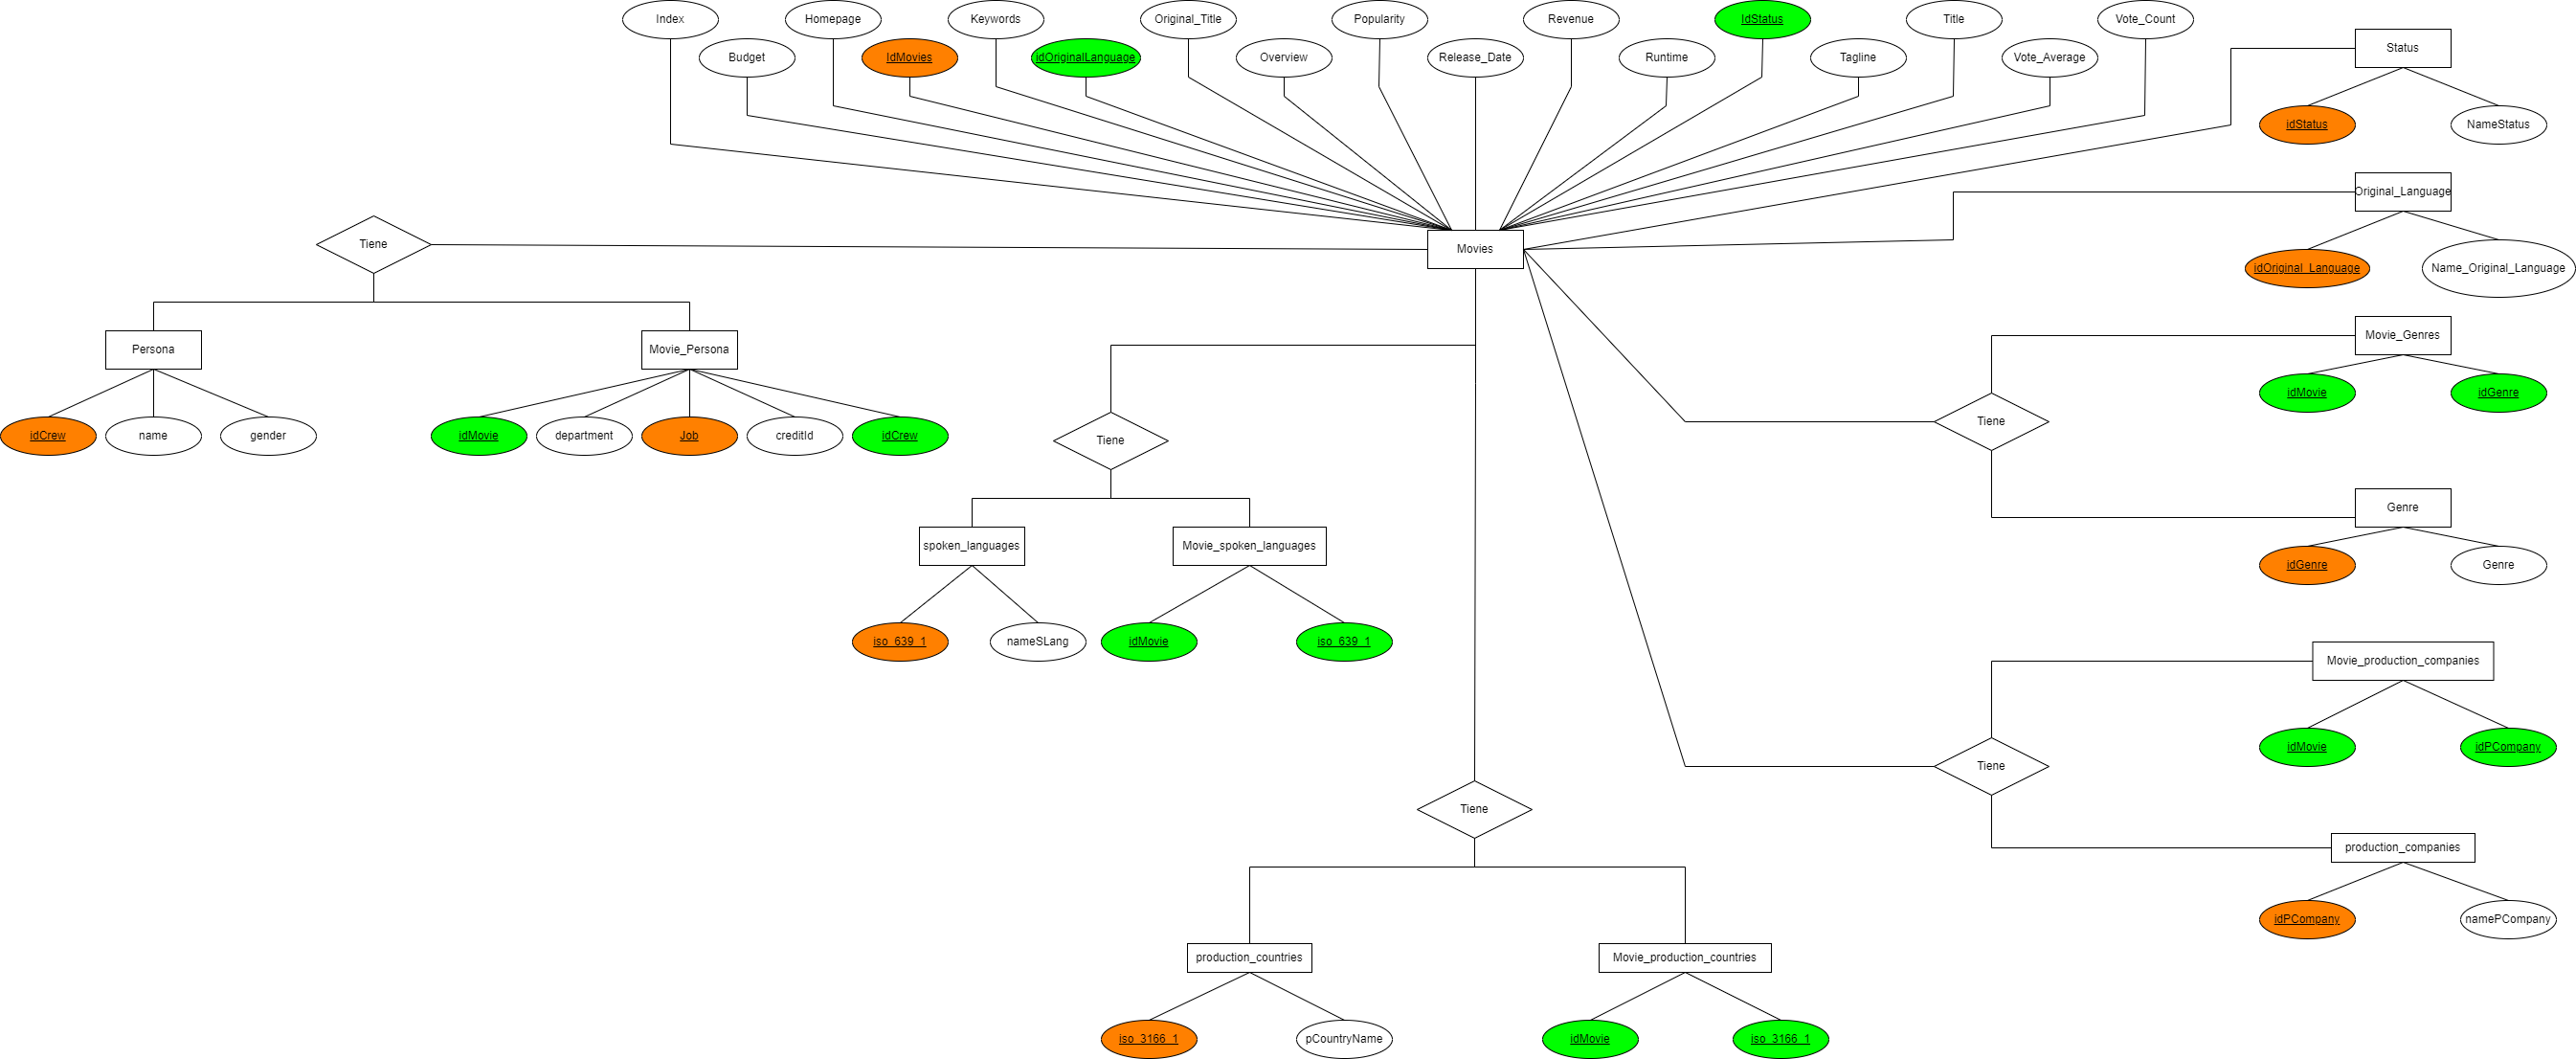 Index
Homepage
Keywords
Original_Title
Popularity
Revenue
IdStatus
Title
Vote_Count
Budget
IdMovies
idOriginalLanguage
Overview
Release_Date
Runtime
Tagline
Vote_Average
Status
idStatus
NameStatus
Original_Language
idOriginal_Language
Name_Original_Language
Movies
Tiene
Persona
Movie_Persona
idCrew
name
gender
idMovie
department
Job
creditId
idCrew
Movie_Genres
idMovie
idGenre
Tiene
Genre
idGenre
Genre
Tiene
spoken_languages
Movie_spoken_languages
iso_639_1
nameSLang
idMovie
iso_639_1
Movie_production_companies
idMovie
idPCompany
Tiene
production_companies
idPCompany
namePCompany
Tiene
production_countries
Movie_production_countries
iso_3166_1
pCountryName
idMovie
iso_3166_1